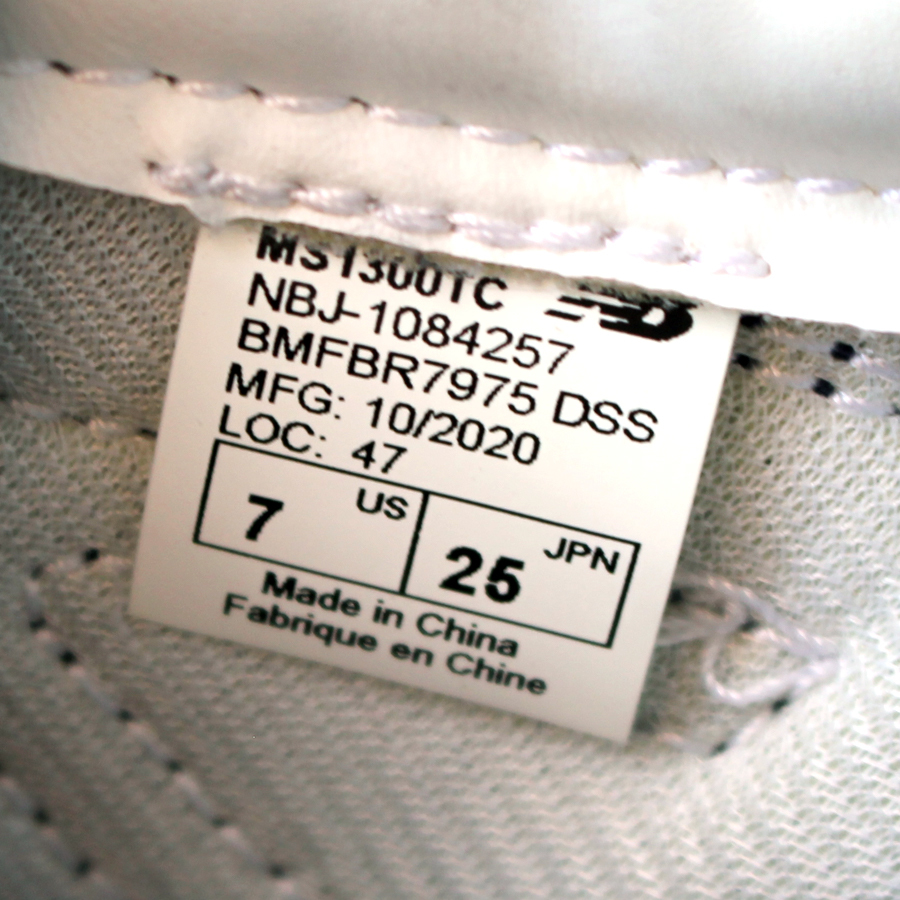 MS1300TC
NBJ-1084257
BMFBR7975 DSS
MFG: 10/2020
LOC: 47
7 US
25 JPN
Made in China
Fabrique en Chine